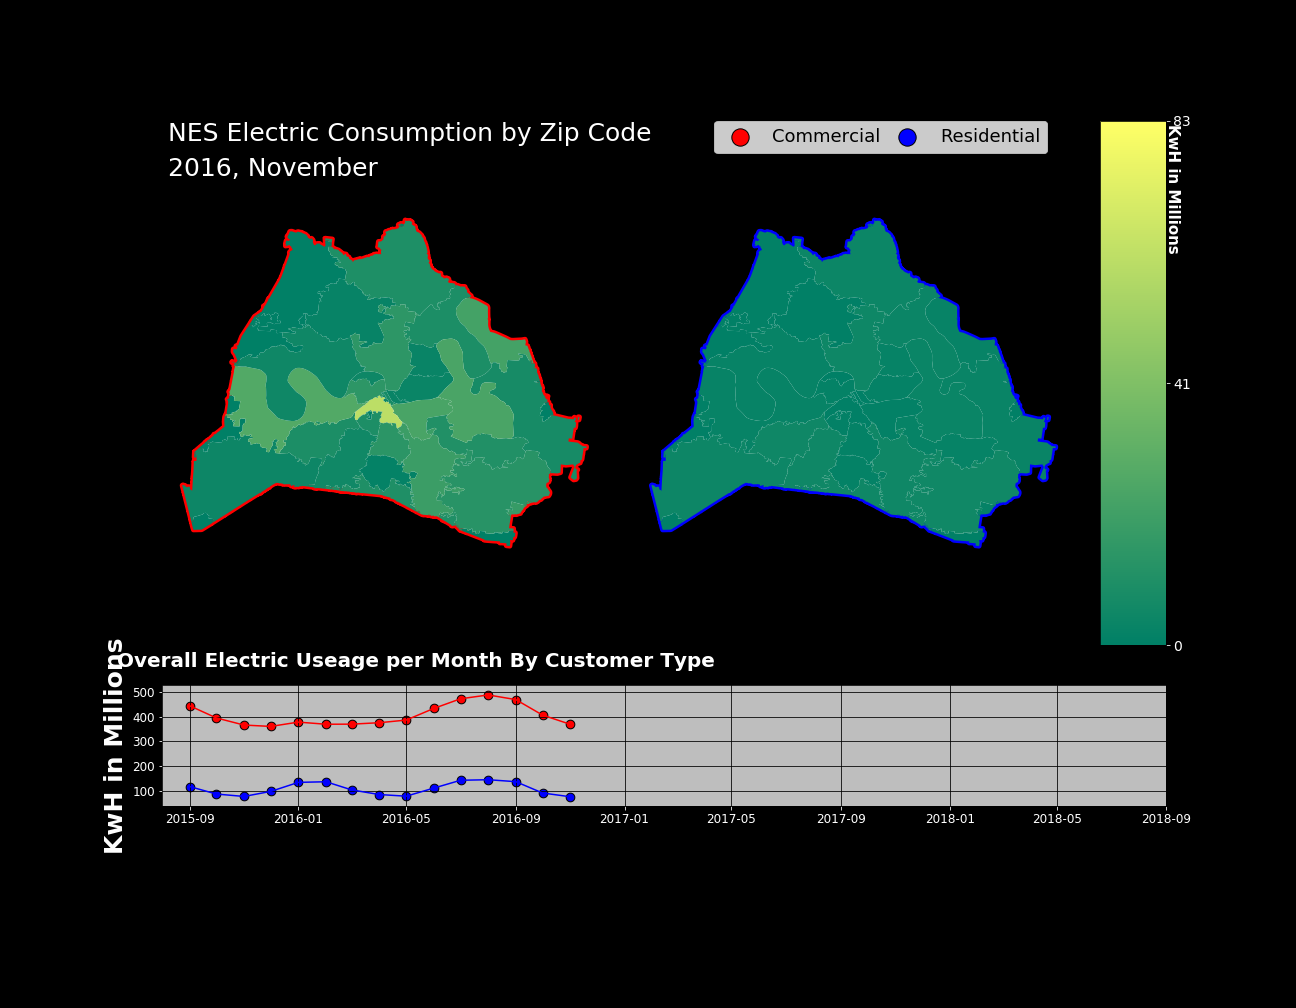 NES Electric Consumption by Zip Code
2016, November
Commercial
Residential
83
41
0
KwH in Millions
Overall Electric Useage per Month By Customer Type
KwH in Millions
500
400
300
200
100
2015-09
2016-01
2016-05
2016-09
2017-01
2017-05
2017-09
2018-01
2018-05
2018-09